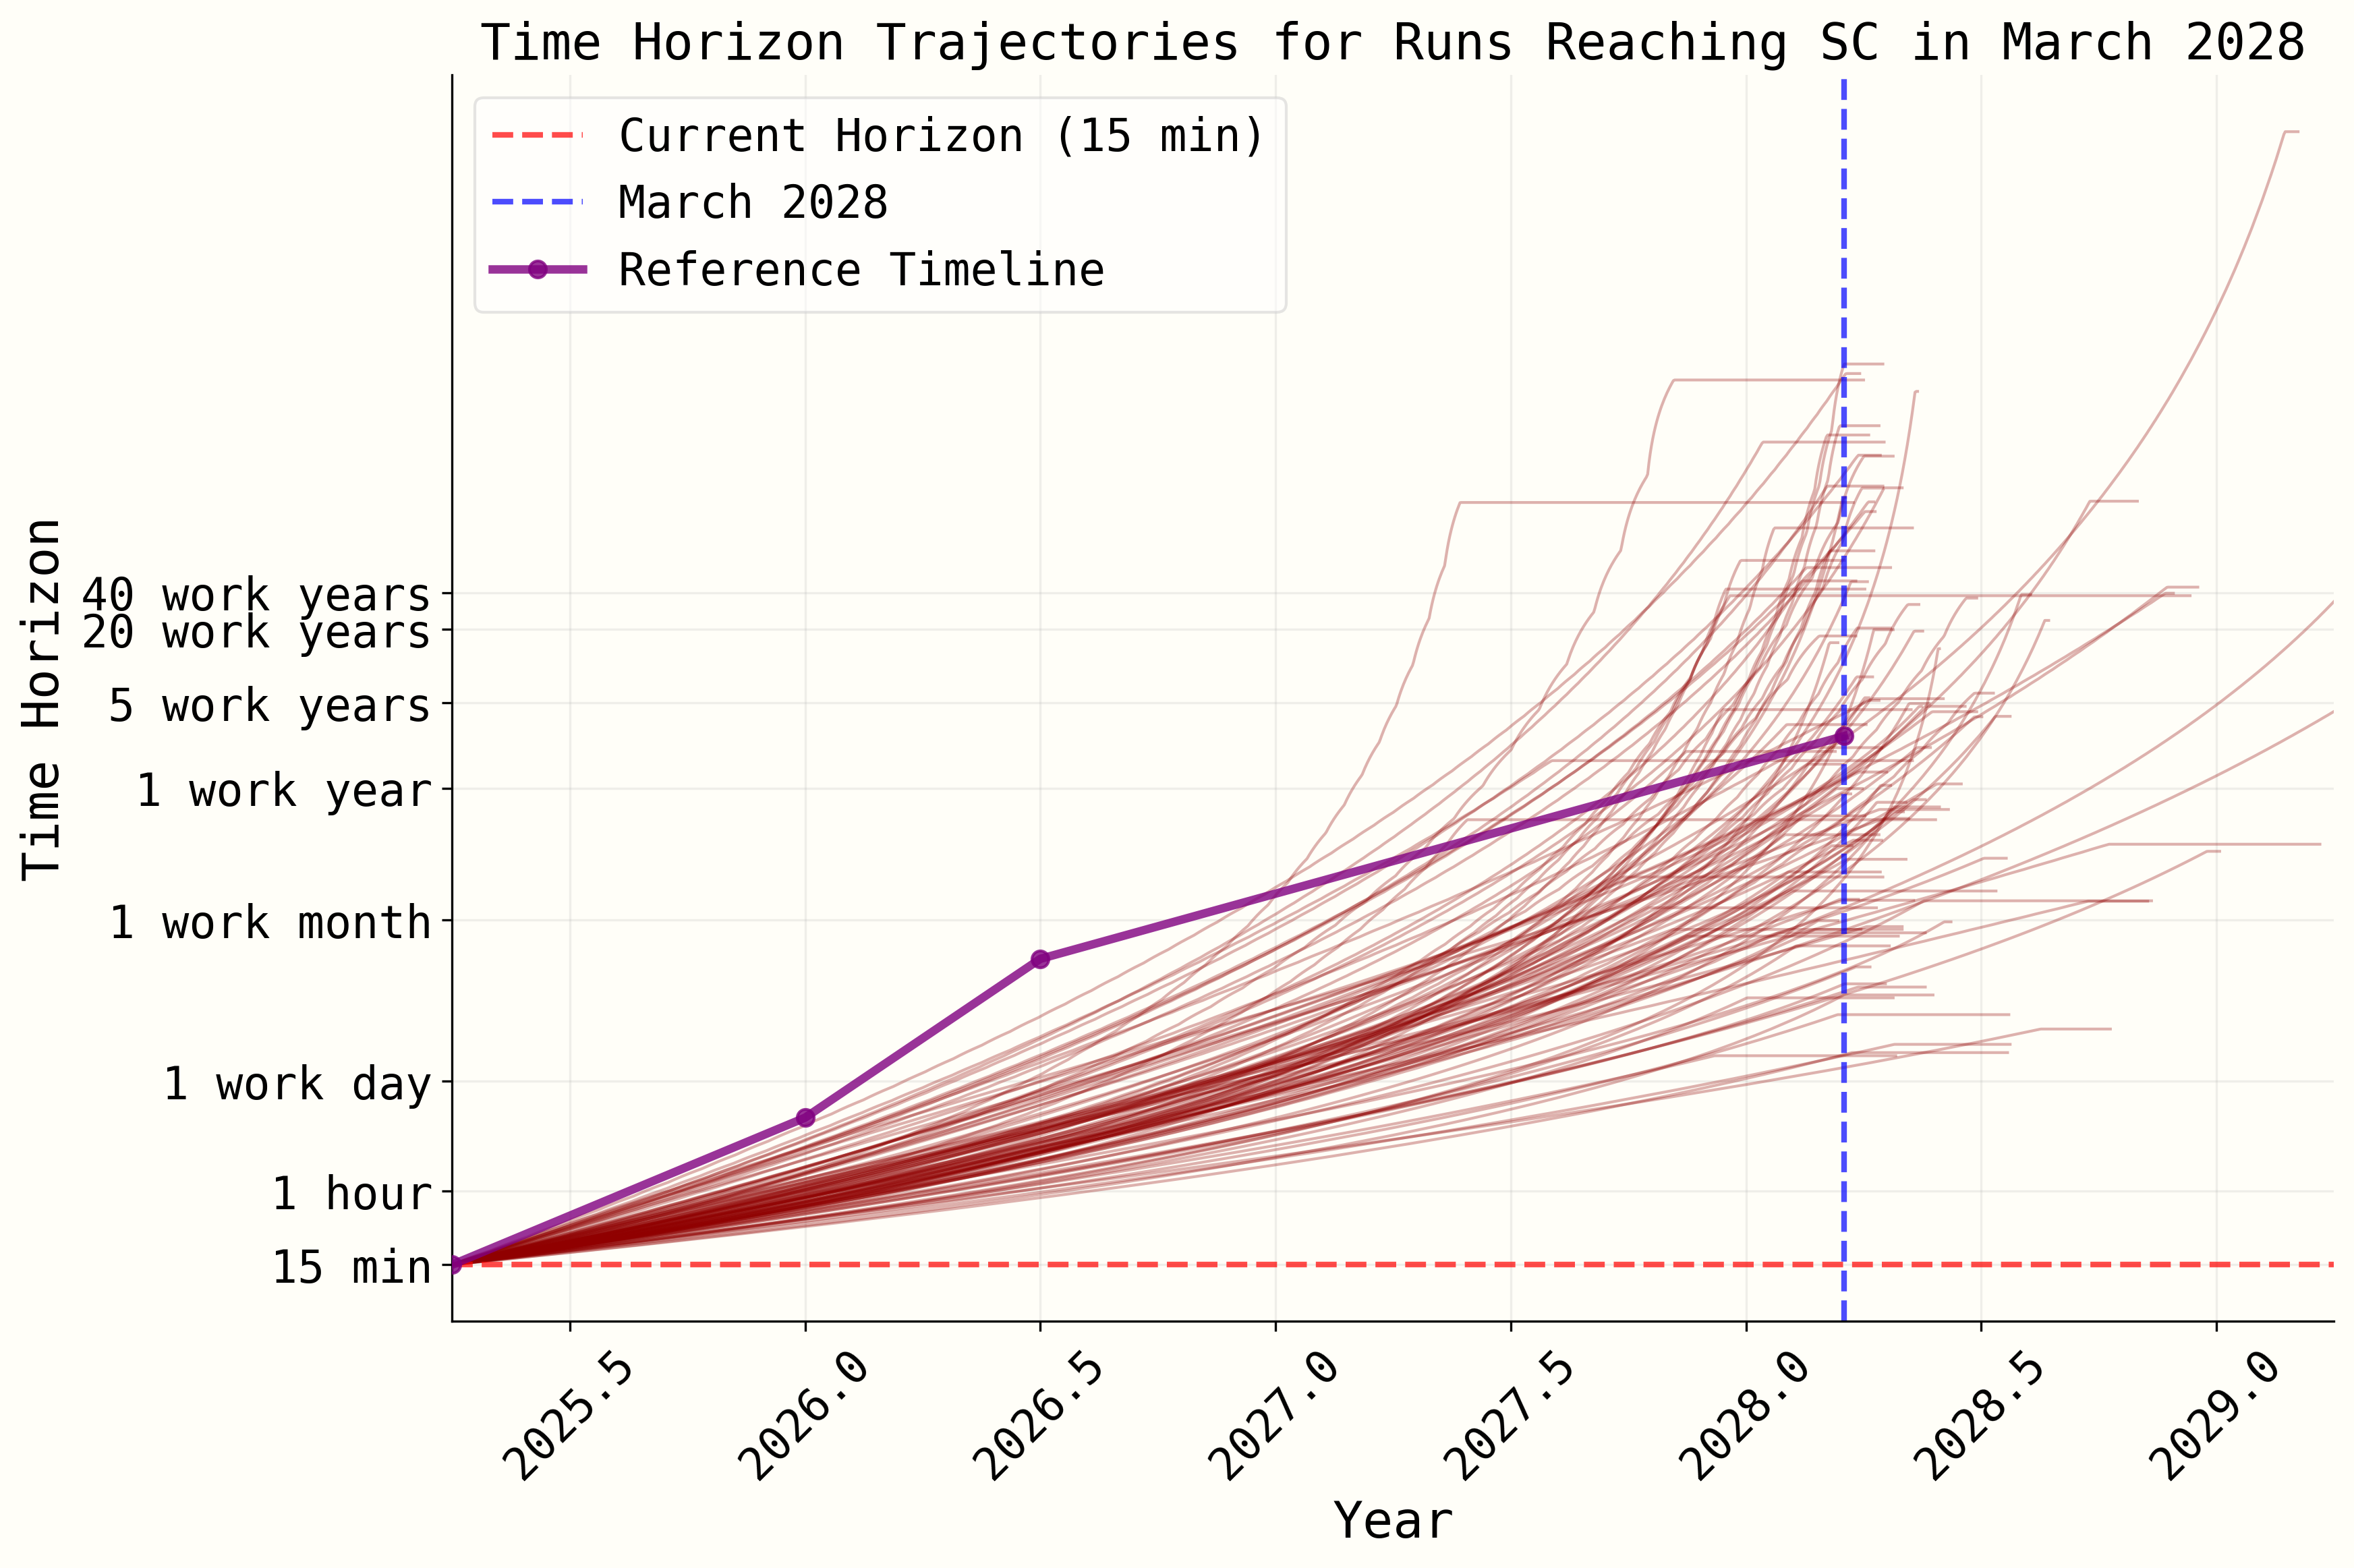 Time Horizon Trajectories for Runs Reaching SC in March 2028
Current Horizon (15 min)
March 2028
Reference Timeline
Time Horizon
40 work years
20 work years
5 work years
1 work year
1 work month
1 work day
1 hour
15 min
2025.5
2026.0
2026.5
2027.0
2027.5
2028.0
2028.5
2029.0
Year